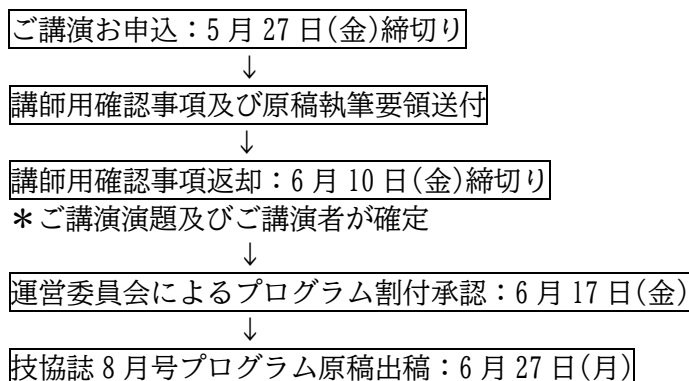 ご講演お申込：5月27日(金)締切り
↓
講師用確認事項及び原稿執筆要領送付
↓
講師用確認事項返却：6月10日(金)締切り
＊ご講演演題及びご講演者が確定
↓
運営委員会によるプログラム割付承認：6月17日(金)
↓
技協誌8月号プログラム原稿出稿：6月27日(月)